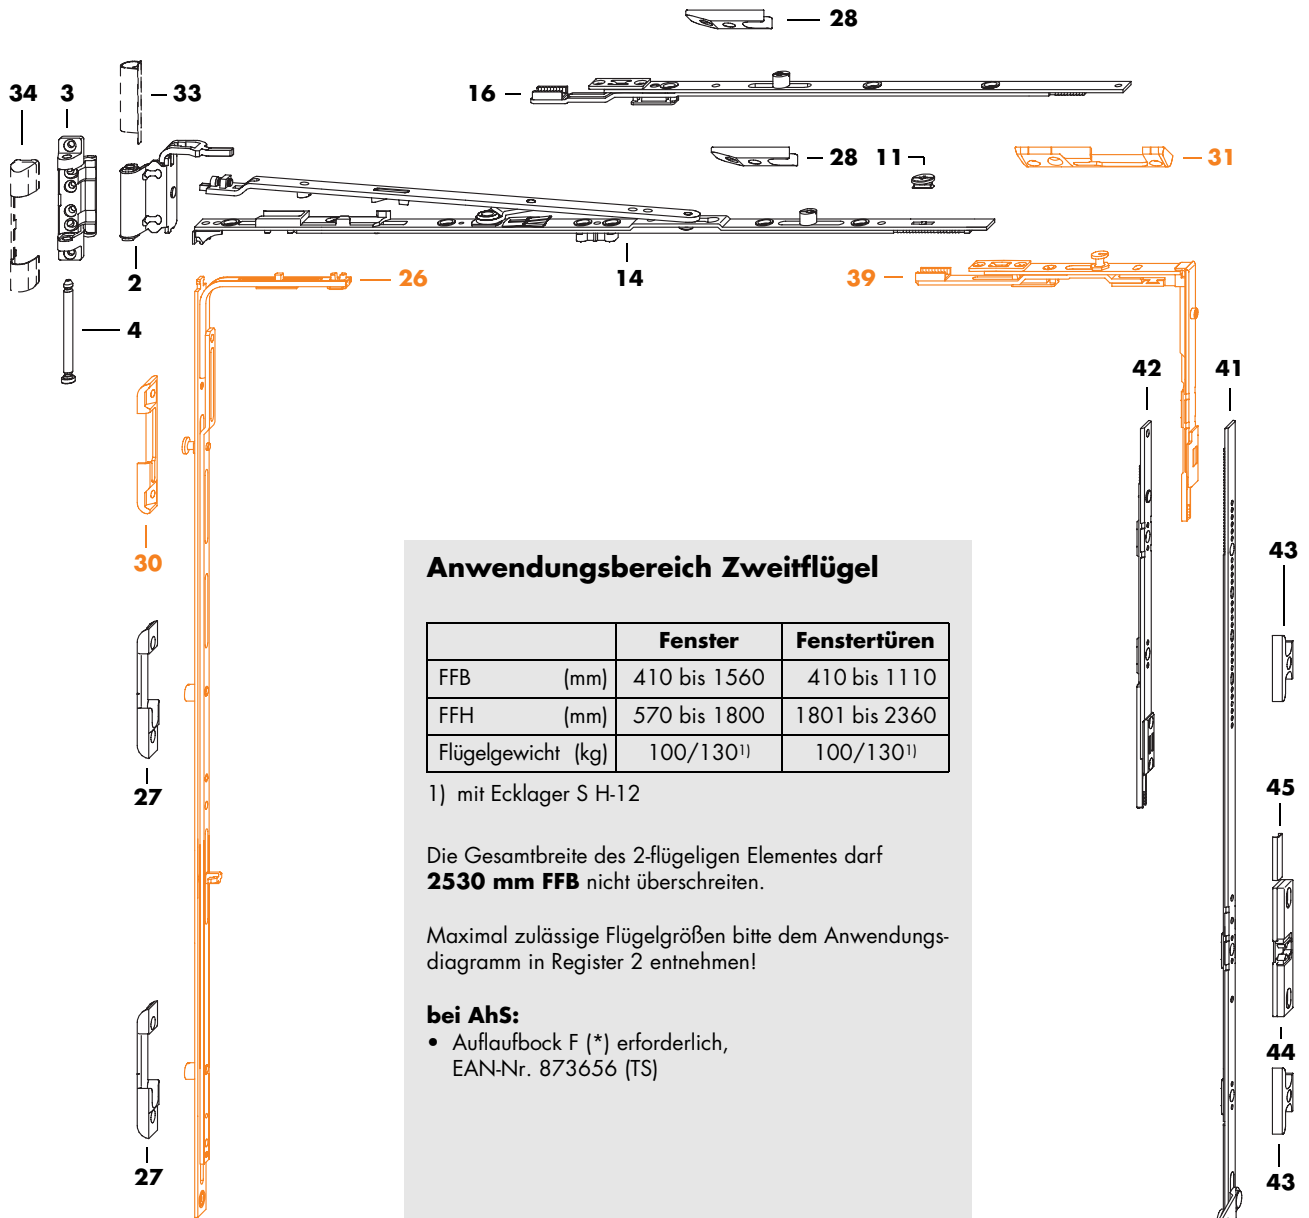 28
34
3
33
16
28
11
31
2
26
14
39
4
42
41
30
43
27
45
44
27
43
Anwendungsbereich Zweitflügel
Fenster Fenstertüren
FFB (mm) 410 bis 1560 410 bis 1110
FFH (mm) 570 bis 1800 1801 bis 2360
Flügelgewicht (kg) 100/130¹⁾ 100/130¹⁾
1) mit Ecklager S H-12
Die Gesamtbreite des 2-flügeligen Elementes darf
2530 mm FFB nicht überschreiten.
Maximal zulässige Flügelgrößen bitte dem Anwendungs-
diagramm in Register 2 entnehmen!
bei AhS:
• Auflaufbock F (*) erforderlich,
EAN-Nr. 873656 (TS)